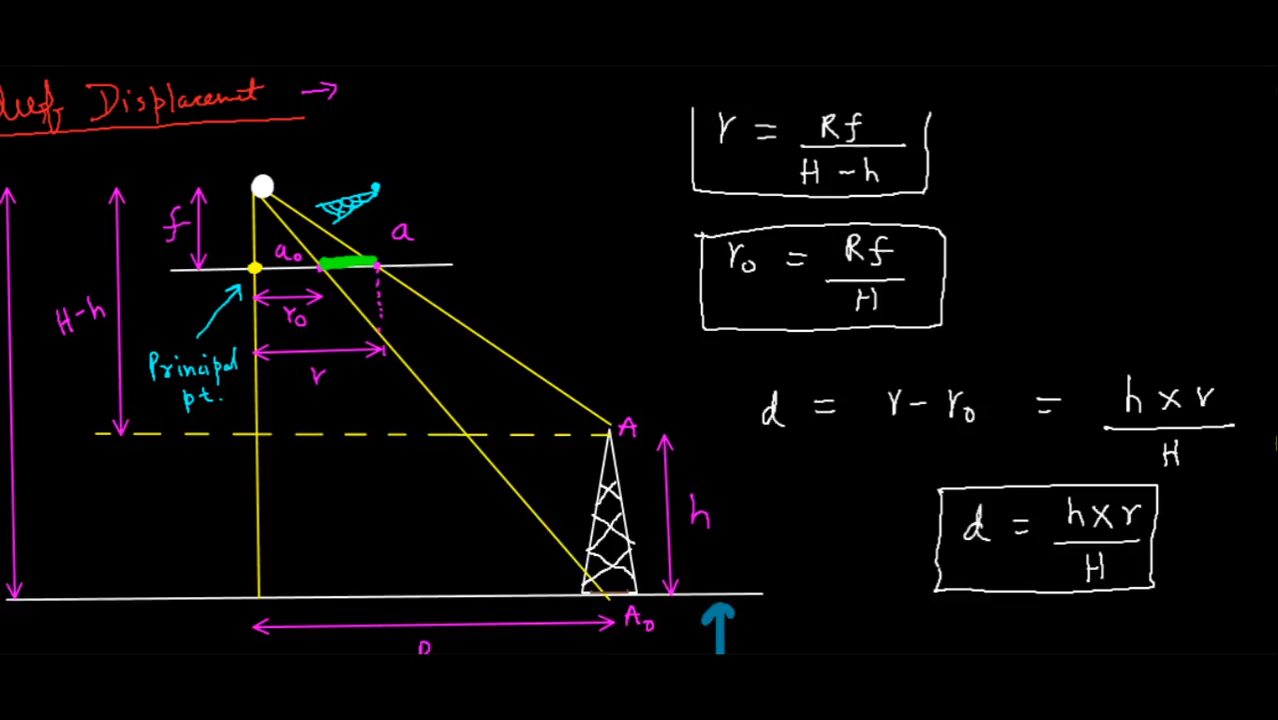 Displacement →
r = Rf / H - h
r₀ = Rf / H
d = r - r₀ = h × r / H
d = h × r / H
f
H-h
a₀
a
r₀
r
Principal
pt.
A
h
A₀